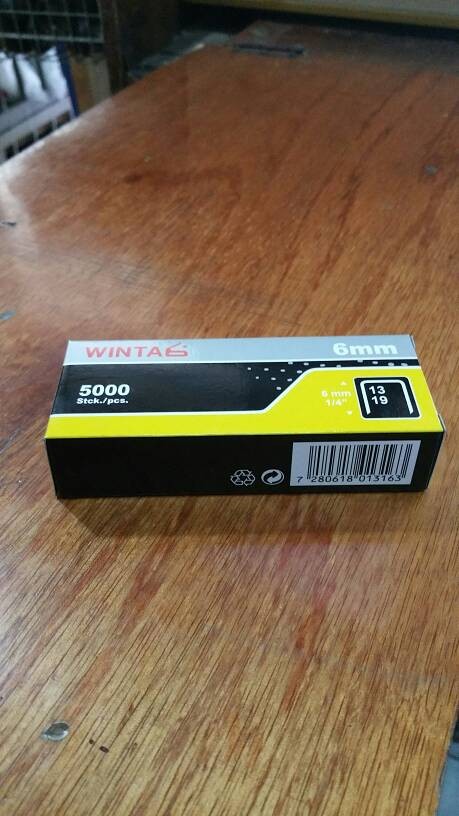 WINTAG
6mm
5000
Stck./pcs.
6 mm
1/4"
13
19
7 280618 013163